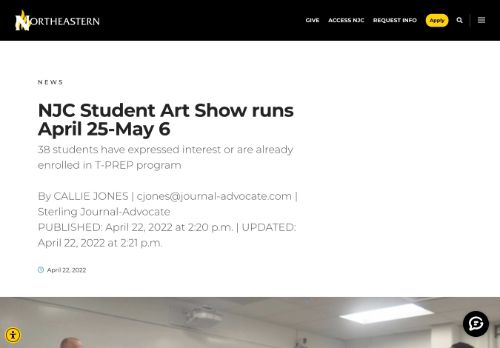 NORTHEASTERN
GIVE ACCESS NJC REQUEST INFO Apply
NEWS
NJC Student Art Show runs
April 25-May 6
38 students have expressed interest or are already
enrolled in T-PREP program
By CALLIE JONES | cjones@journal-advocate.com |
Sterling Journal-Advocate
PUBLISHED: April 22, 2022 at 2:20 p.m. | UPDATED:
April 22, 2022 at 2:21 p.m.
April 22, 2022